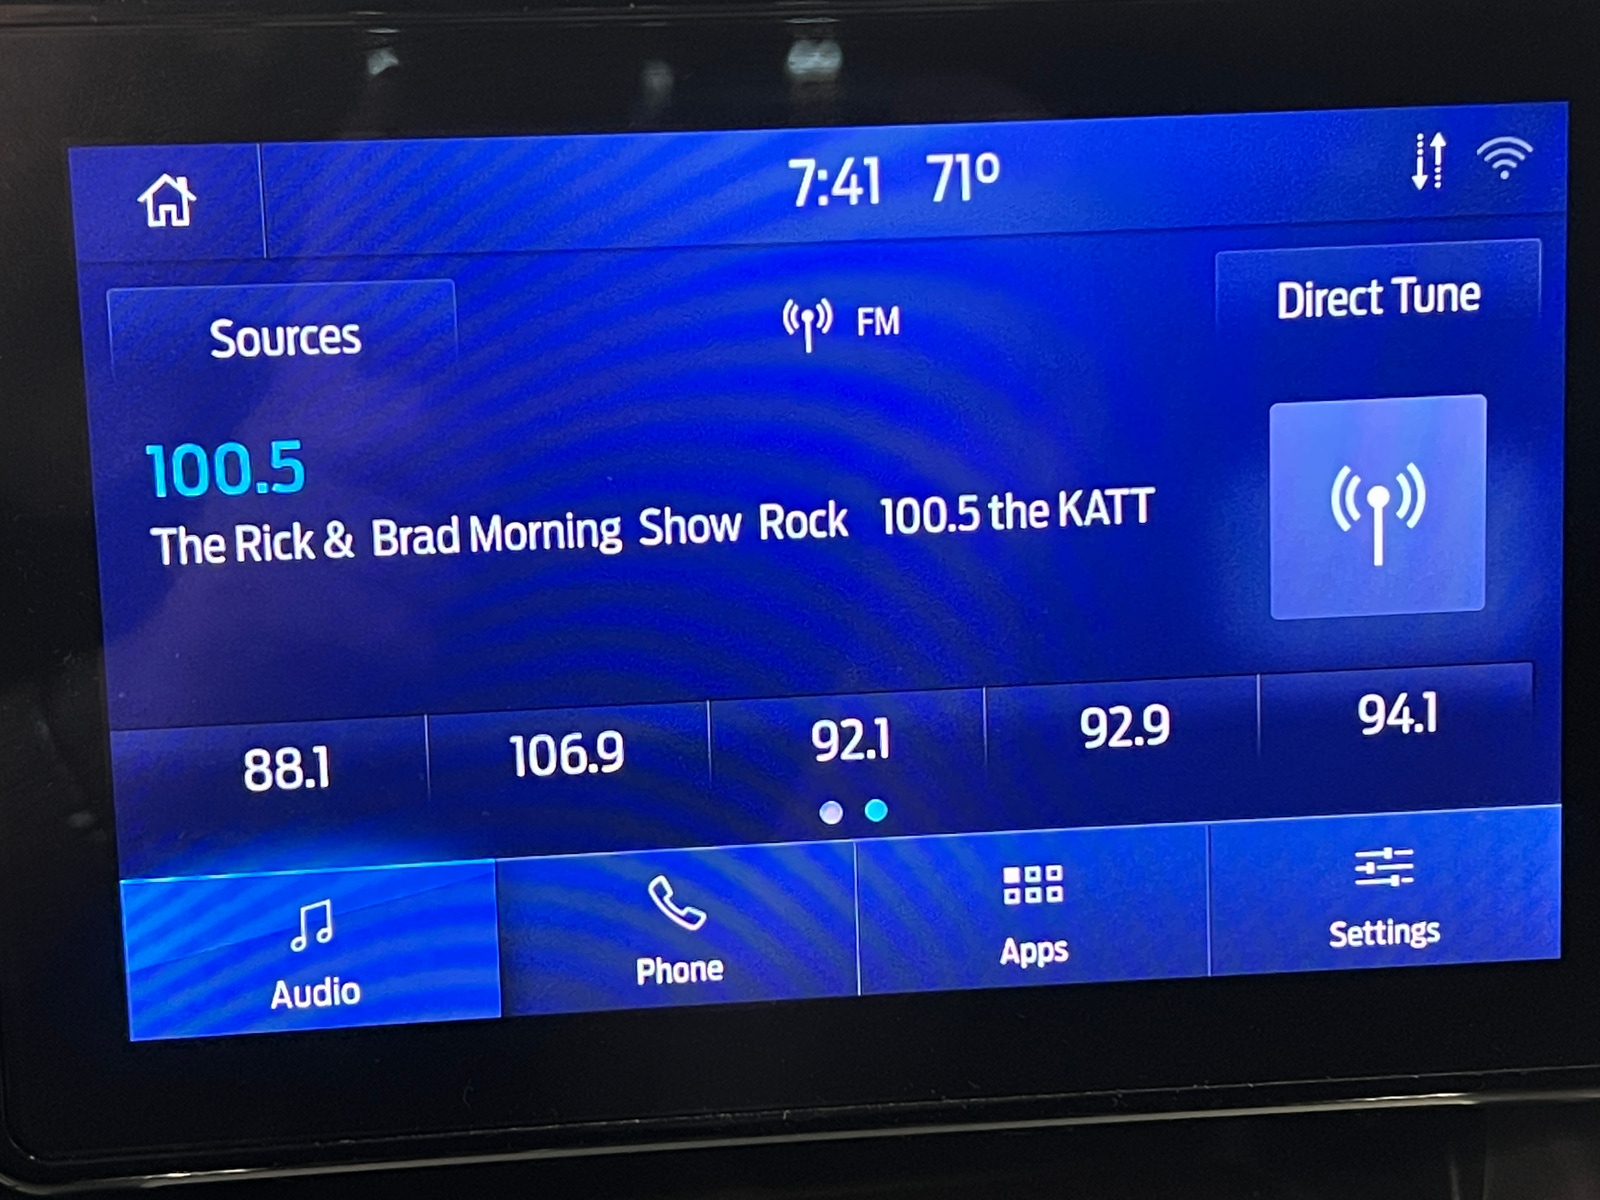 7:41 71°
Sources
FM
Direct Tune
100.5
The Rick & Brad Morning Show Rock 100.5 the KATT
88.1
106.9
92.1
92.9
94.1
Audio
Phone
Apps
Settings